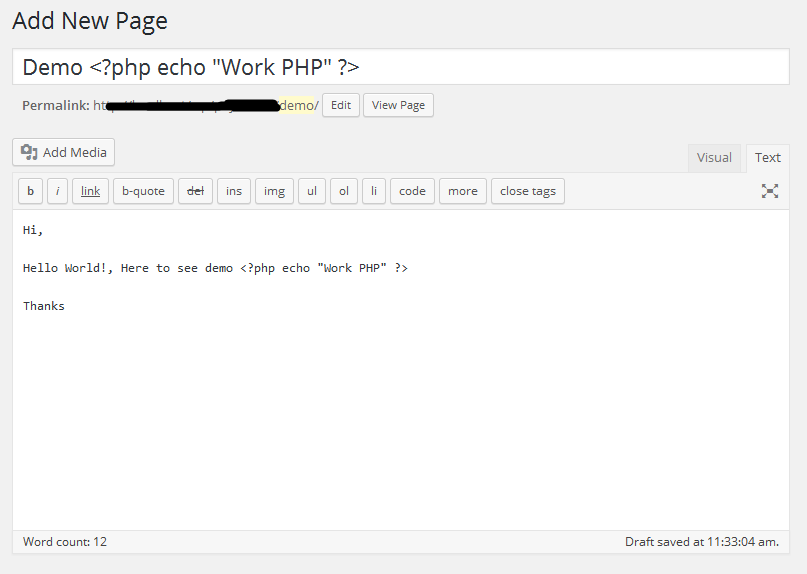 Add New Page
Demo <?php echo "Work PHP" ?>
Permalink: demo/ Edit View Page
Add Media
Visual Text
b i link b-quote del ins img ul ol li code more close tags
Hi,
Hello World!, Here to see demo <?php echo "Work PHP" ?>
Thanks
Word count: 12 Draft saved at 11:33:04 am.